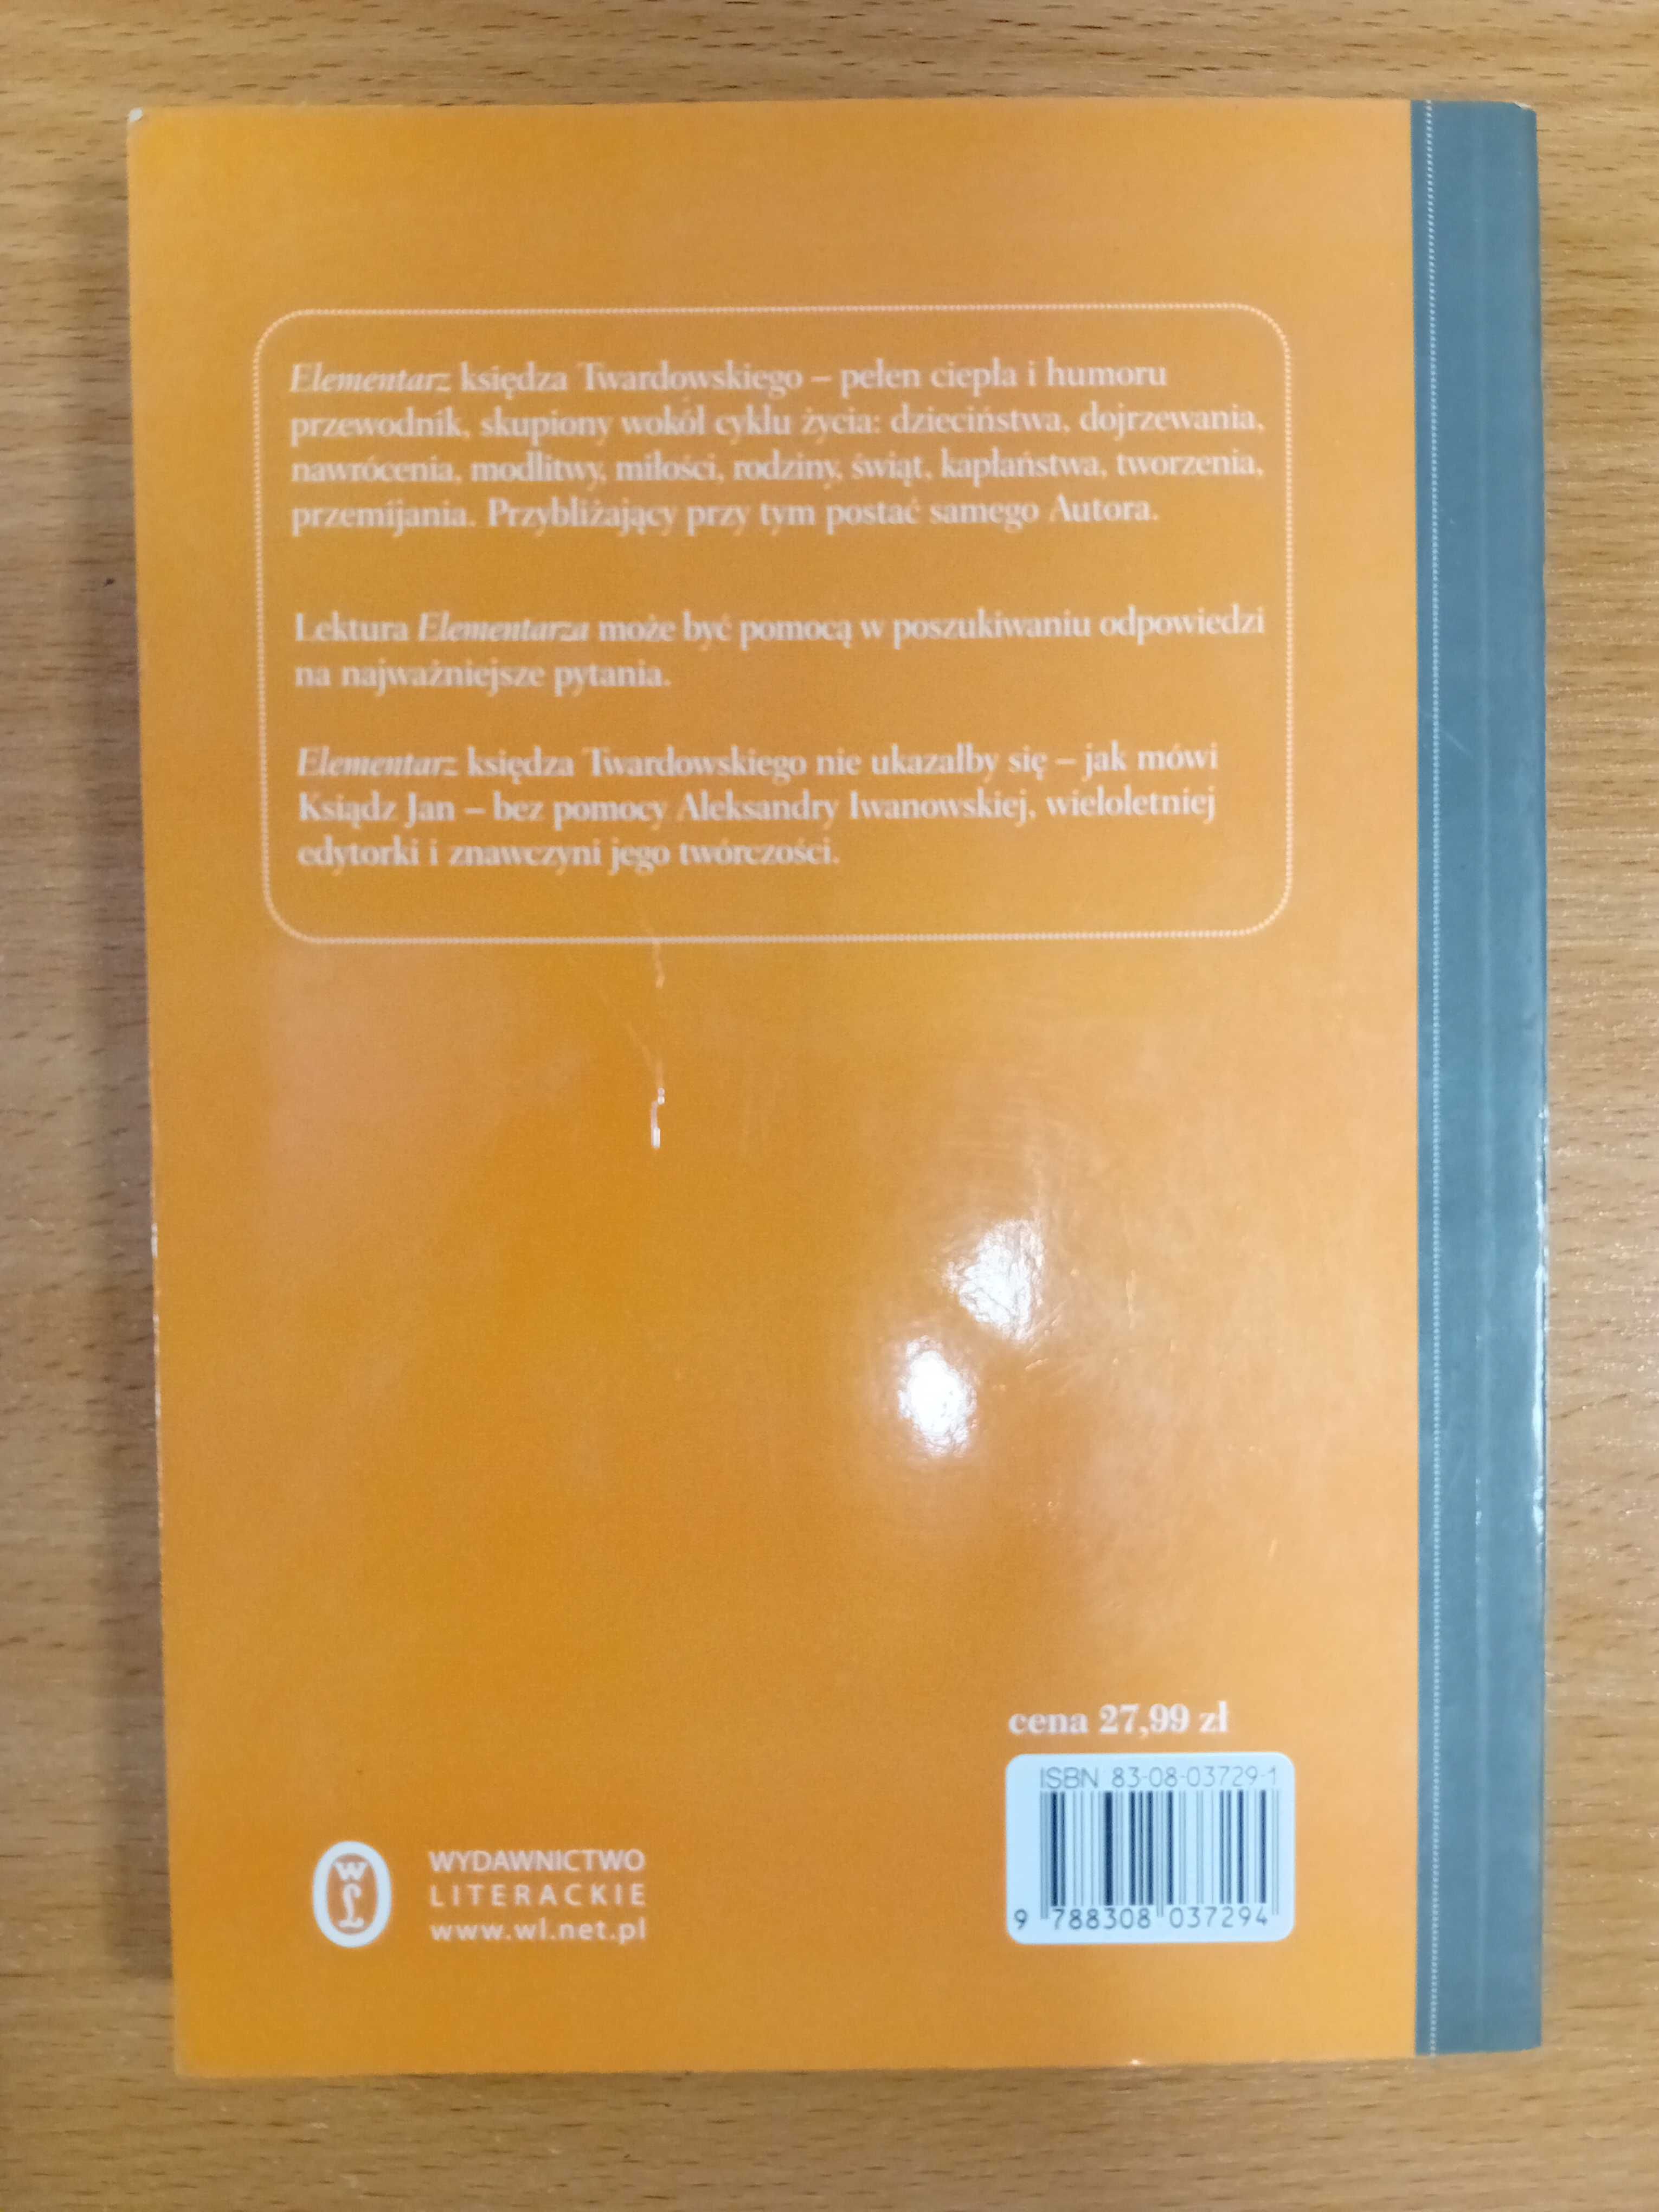 Elementarz księdza Twardowskiego – pełen ciepła i humoru
przewodnik, skupiony wokół cyklu życia: dzieciństwa, dojrzewania,
nawrócenia, modlitwy, miłości, rodziny, świąt, kapłaństwa, tworzenia,
przemijania. Przybliżający przy tym postać samego Autora.
Lektura Elementarza może być pomocą w poszukiwaniu odpowiedzi
na najważniejsze pytania.
Elementarz księdza Twardowskiego nie ukazałby się – jak mówi
Ksiądz Jan – bez pomocy Aleksandry Iwanowskiej, wieloletniej
edytorki i znawczyni jego twórczości.
cena 27,99 zł
ISBN 83-08-03729-1
9 788308 037294
WL
WYDAWNICTWO
LITERACKIE
www.wl.net.pl